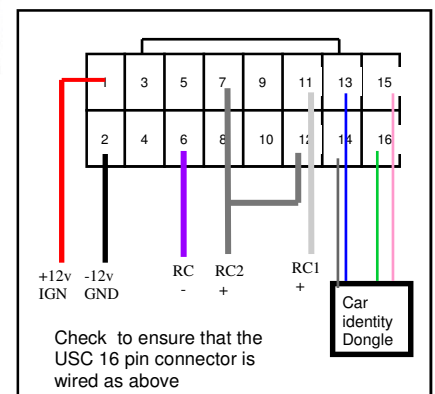 1 3 5 7 9 11 13 15
2 4 6 8 10 12 14 16
+12v -12v RC RC2 RC1
IGN GND - + +
Car
identity
Dongle
Check to ensure that the
USC 16 pin connector is
wired as above